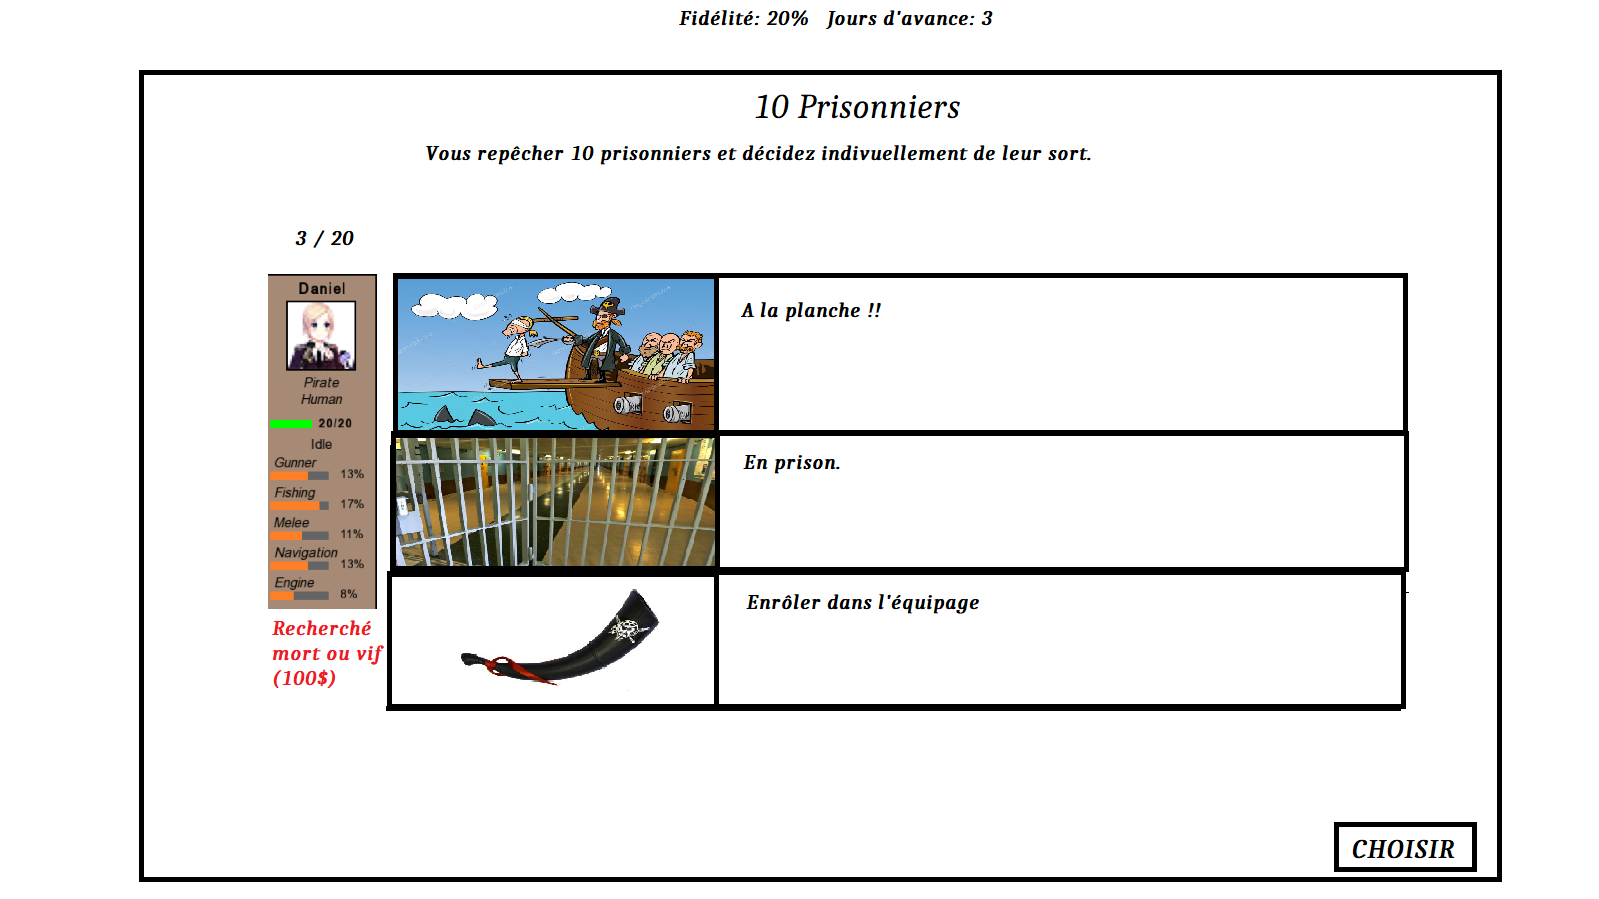 Fidélité: 20% Jours d'avance: 3
10 Prisonniers
Vous repêcher 10 prisonniers et décidez indivuellement de leur sort.
3 / 20
Daniel
Pirate
Human
20/20
Idle
Gunner
13%
Fishing
17%
Melee
11%
Navigation
13%
Engine
8%
Recherché
mort ou vif
(100$)
A la planche !!
En prison.
Enrôler dans l'équipage
CHOISIR